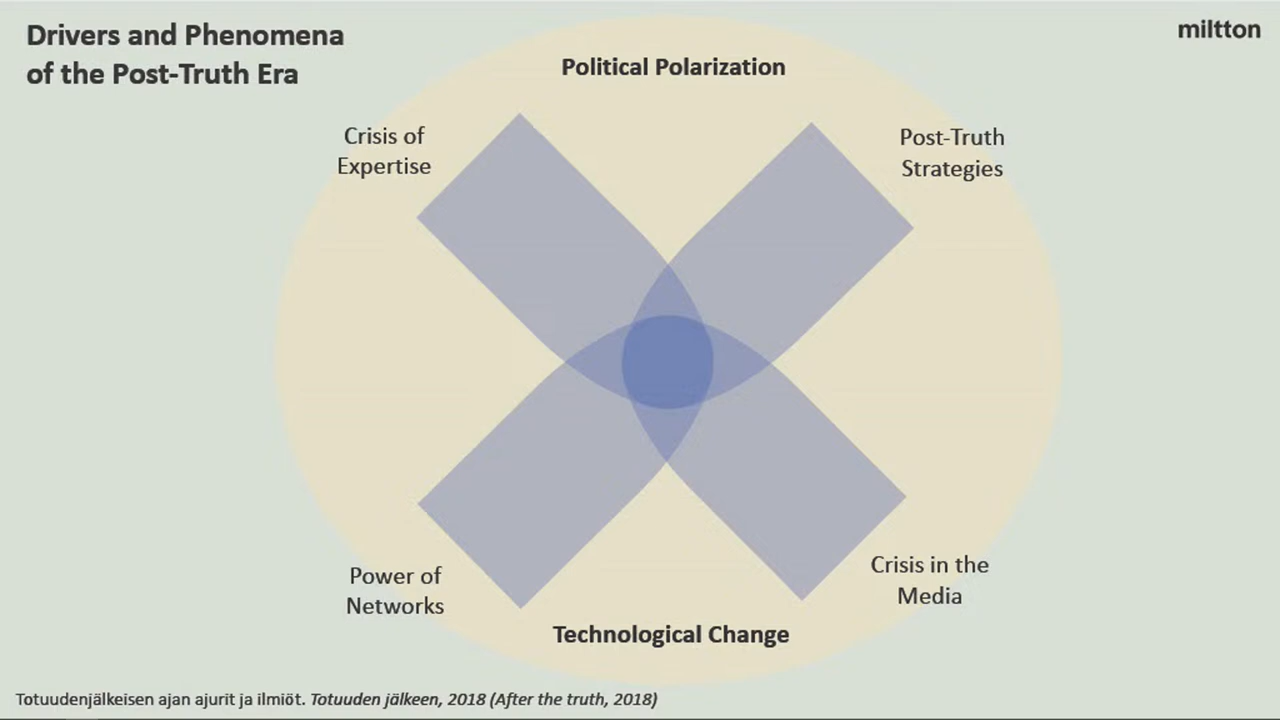 Drivers and Phenomena
of the Post-Truth Era
miltton
Political Polarization
Crisis of
Expertise
Post-Truth
Strategies
Power of
Networks
Crisis in the
Media
Technological Change
Totuudenjälkeisen ajan ajurit ja ilmiöt. Totuuden jälkeen, 2018 (After the truth, 2018)